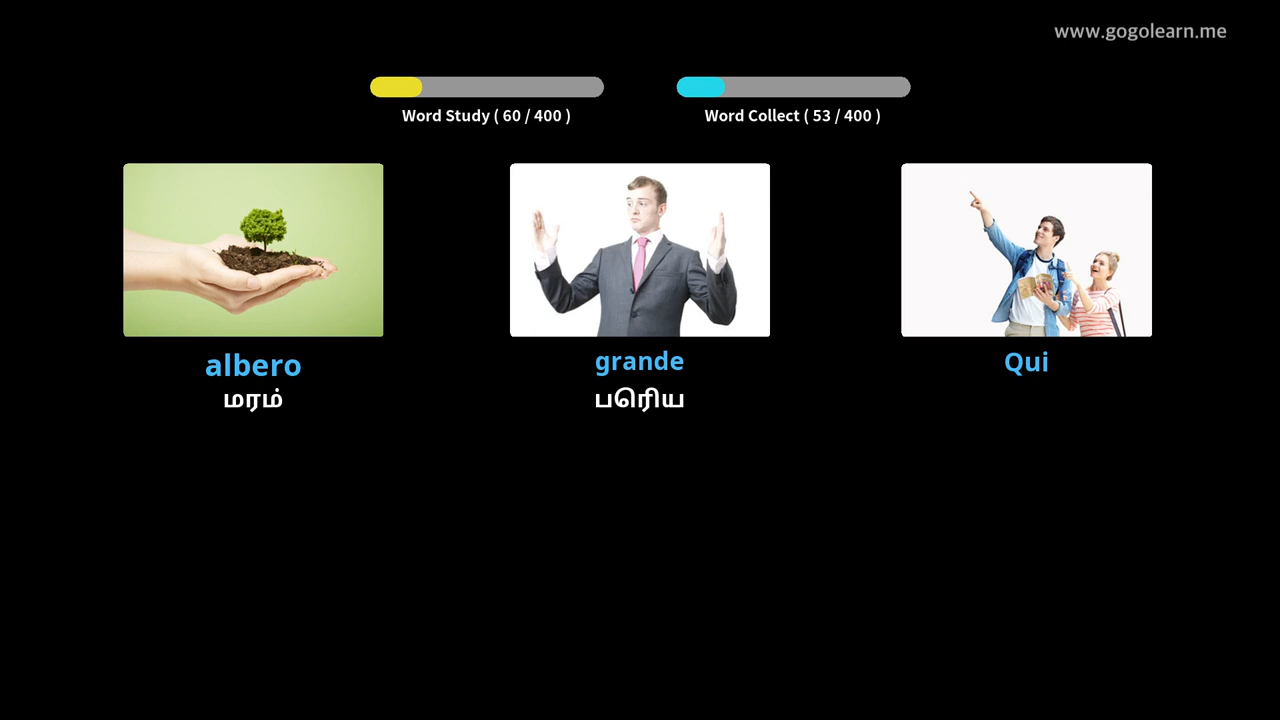 www.gogolearn.me
Word Study ( 60 / 400 )
Word Collect ( 53 / 400 )
albero
மரம்
grande
பெரிய
Qui